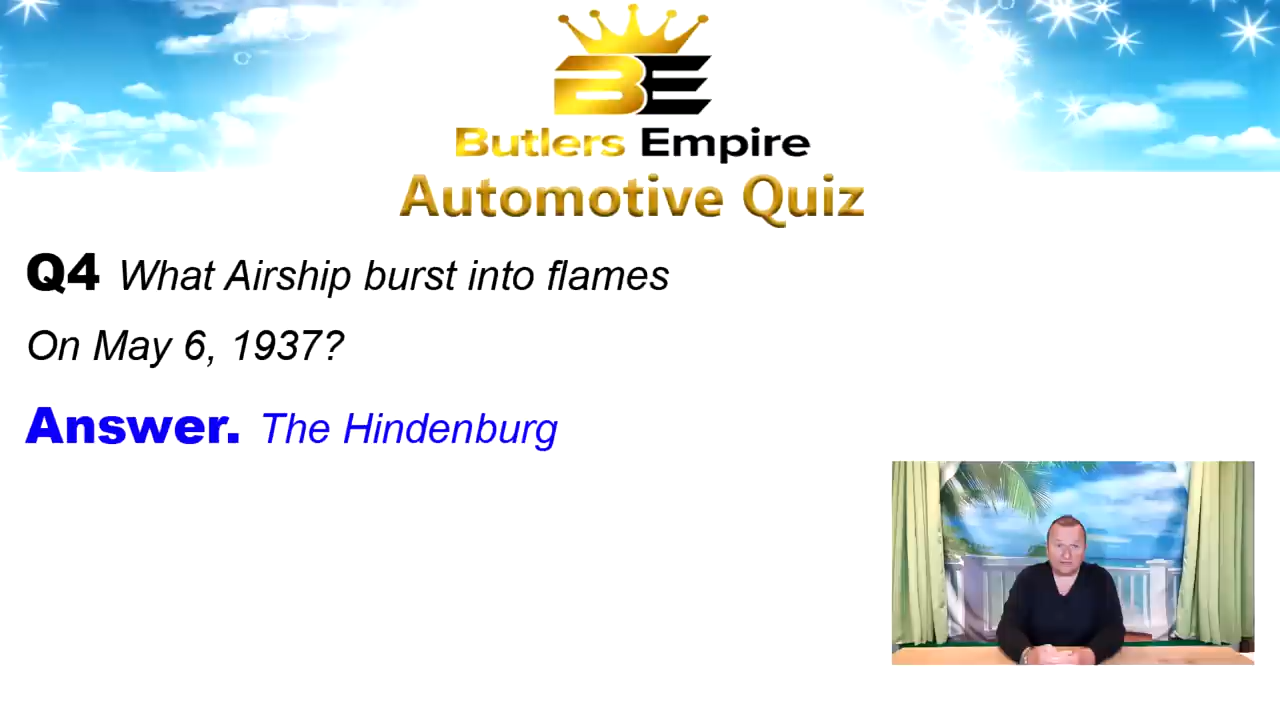 BE
Butlers Empire
Automotive Quiz
Q4 What Airship burst into flames
On May 6, 1937?
Answer. The Hindenburg